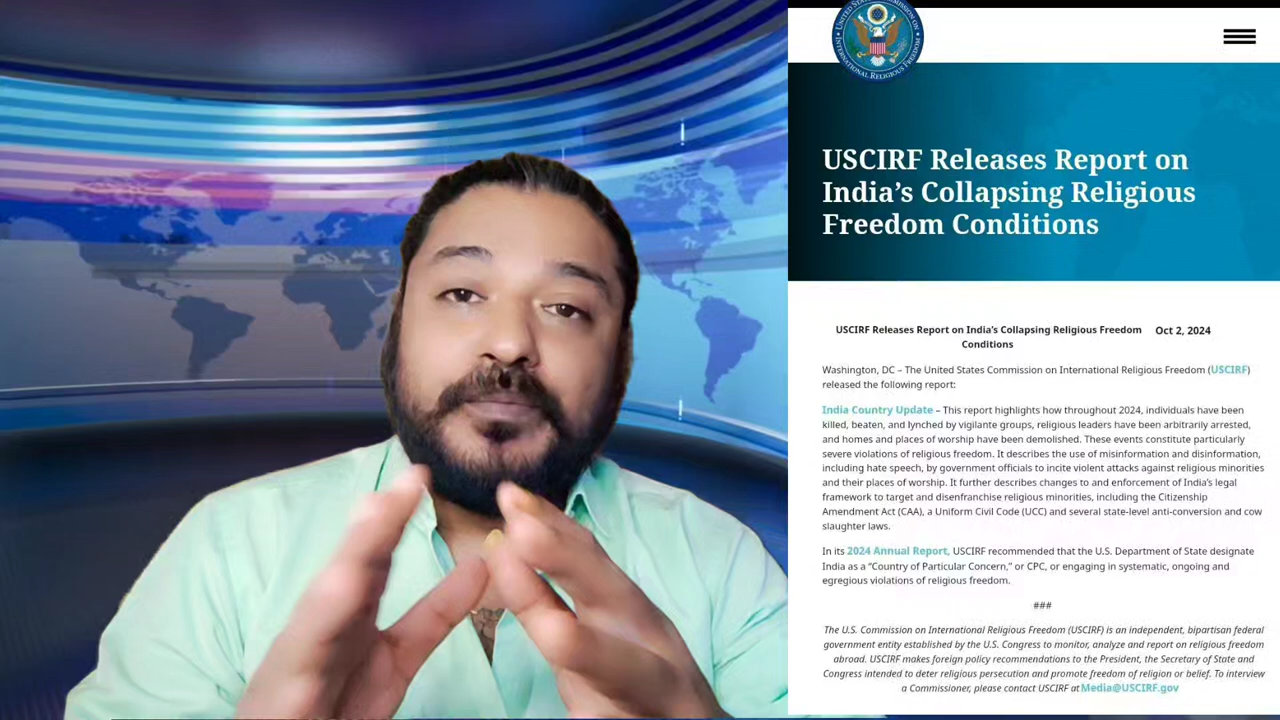 UNITED STATES COMMISSION ON INTERNATIONAL RELIGIOUS FREEDOM
USCIRF Releases Report on
India’s Collapsing Religious
Freedom Conditions
USCIRF Releases Report on India’s Collapsing Religious Freedom
Conditions
Oct 2, 2024
Washington, DC – The United States Commission on International Religious Freedom (USCIRF)
released the following report:
India Country Update – This report highlights how throughout 2024, individuals have been
killed, beaten, and lynched by vigilante groups, religious leaders have been arbitrarily arrested,
and homes and places of worship have been demolished. These events constitute particularly
severe violations of religious freedom. It describes the use of misinformation and disinformation,
including hate speech, by government officials to incite violent attacks against religious minorities
and their places of worship. It further describes changes to and enforcement of India’s legal
framework to target and disenfranchise religious minorities, including the Citizenship
Amendment Act (CAA), a Uniform Civil Code (UCC) and several state-level anti-conversion and cow
slaughter laws.
In its 2024 Annual Report, USCIRF recommended that the U.S. Department of State designate
India as a “Country of Particular Concern,” or CPC, or engaging in systematic, ongoing and
egregious violations of religious freedom.
###
The U.S. Commission on International Religious Freedom (USCIRF) is an independent, bipartisan federal
government entity established by the U.S. Congress to monitor, analyze and report on religious freedom
abroad. USCIRF makes foreign policy recommendations to the President, the Secretary of State and
Congress intended to deter religious persecution and promote freedom of religion or belief. To interview
a Commissioner, please contact USCIRF at Media@USCIRF.gov